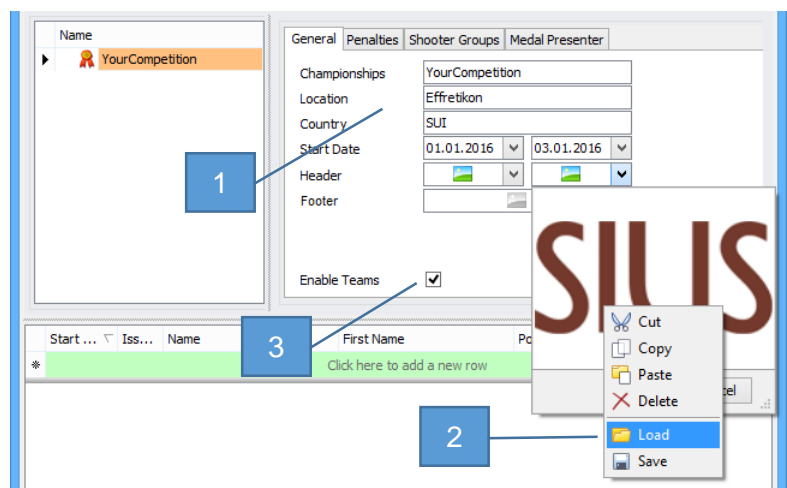 Name
YourCompetition
General Penalties Shooter Groups Medal Presenter
Championships YourCompetition
Location Effretikon
Country SUI
Start Date 01.01.2016 03.01.2016
Header
Footer
Enable Teams
1
SIUS
3
Cut
Copy
Paste
Delete
Load
Save
2
Start ... Iss... Name First Name
Click here to add a new row